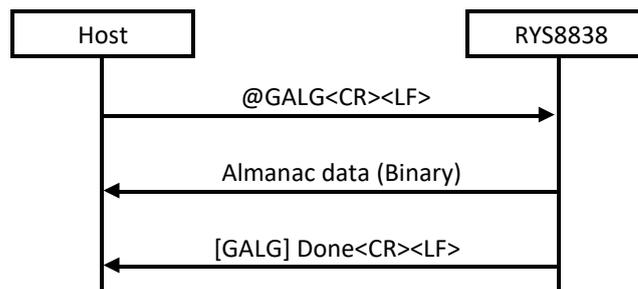 Host
RYS8838
@GALG<CR><LF>
Almanac data (Binary)
[GALG] Done<CR><LF>